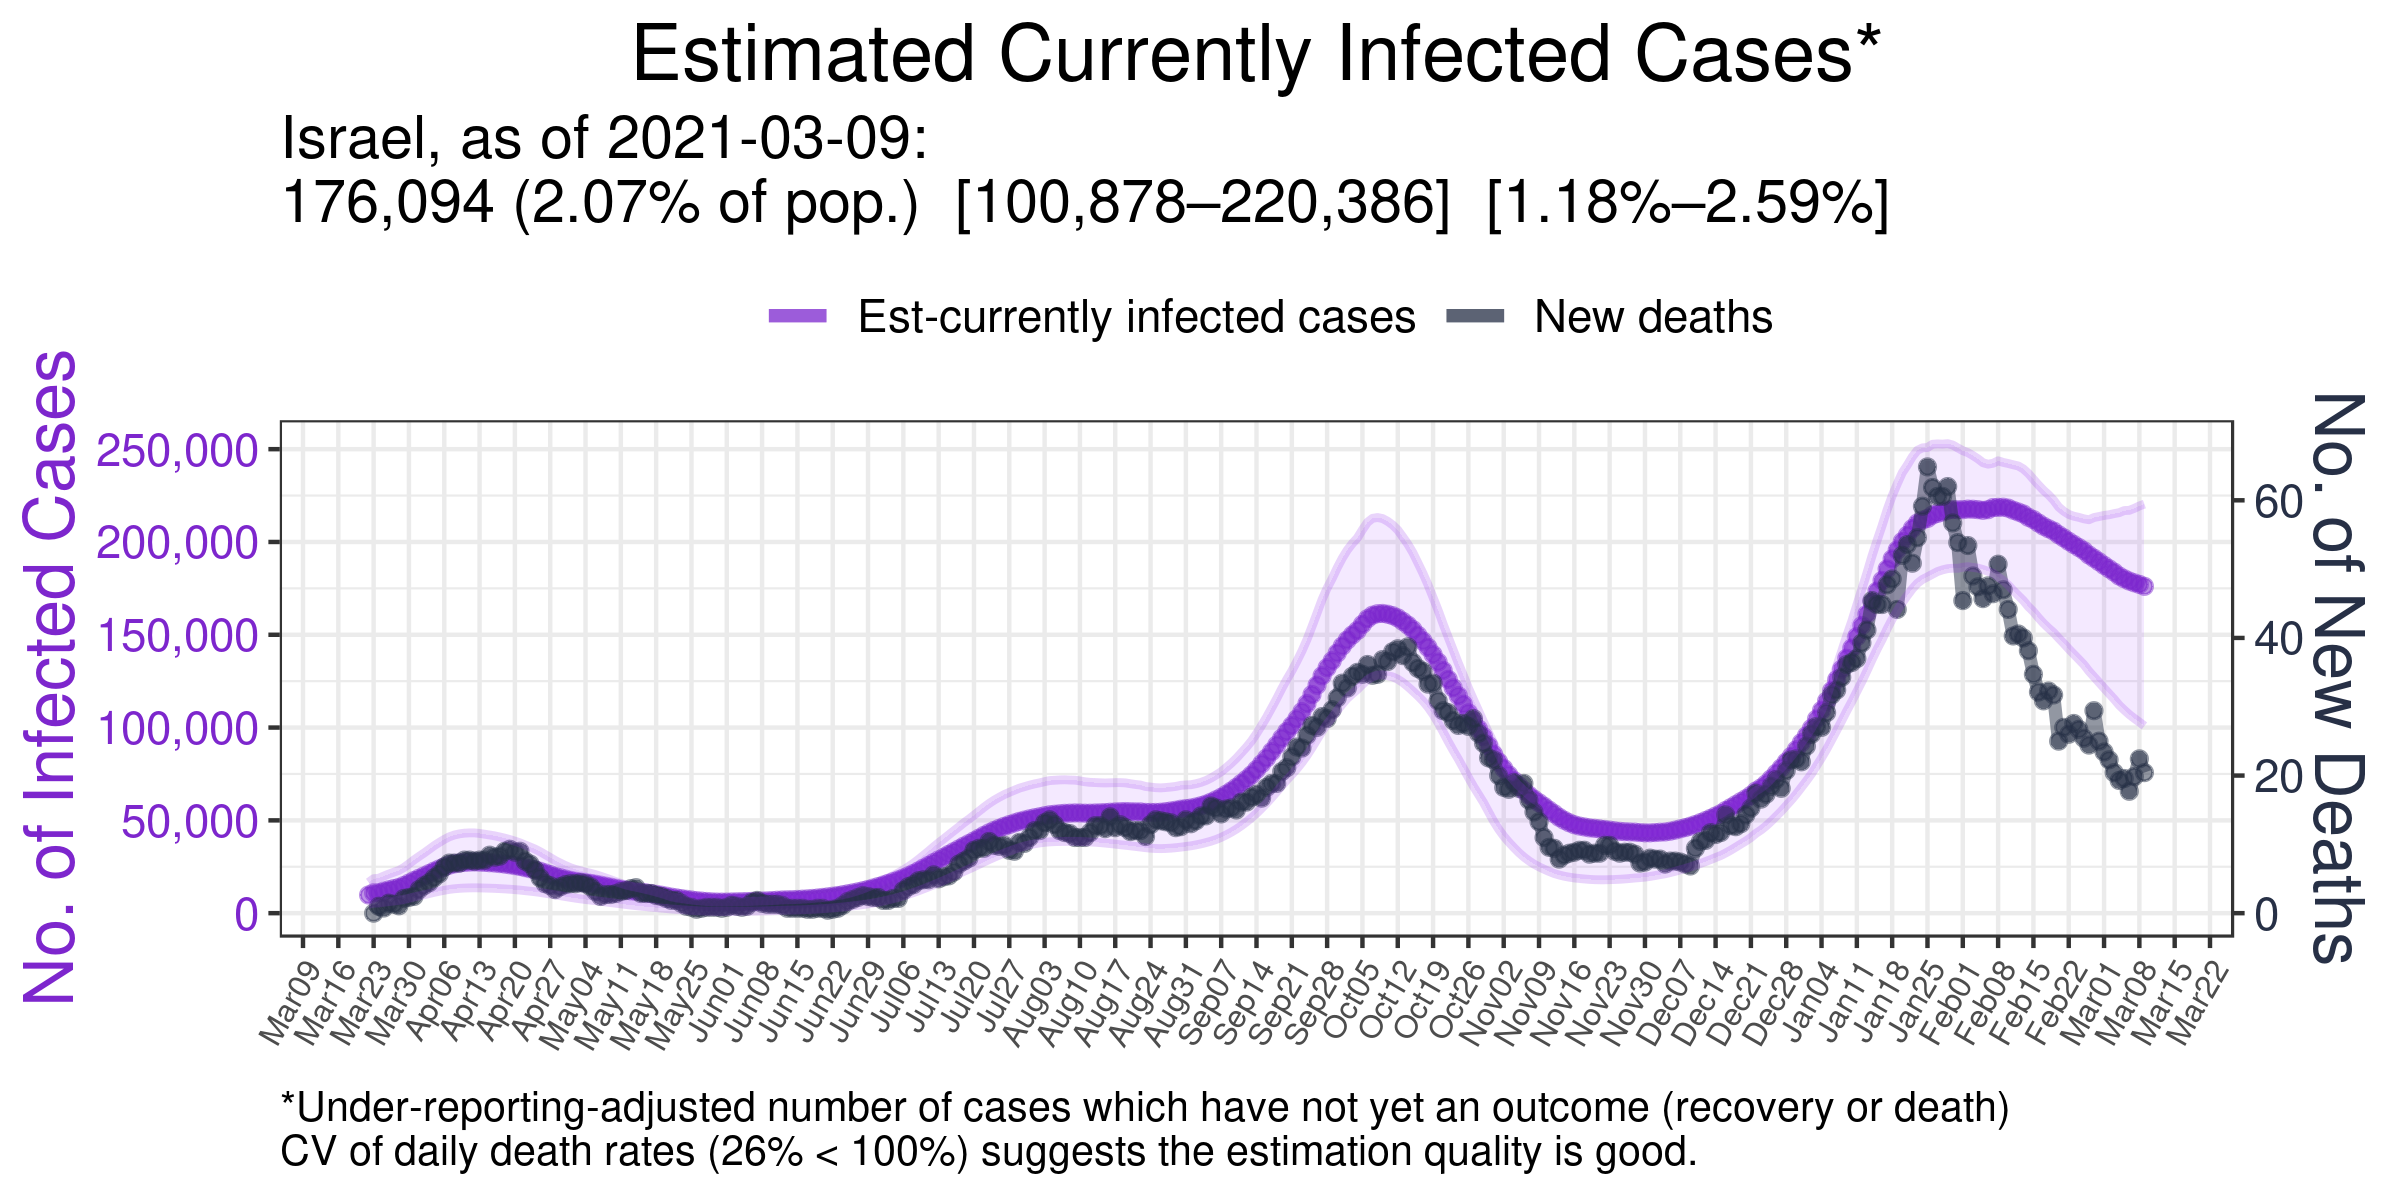 Estimated Currently Infected Cases*
Israel, as of 2021-03-09:
176,094 (2.07% of pop.) [100,878–220,386] [1.18%–2.59%]
Est-currently infected cases New deaths
No. of Infected Cases
250,000
200,000
150,000
100,000
50,000
0
60
40
20
0
No. of New Deaths
Mar09 Mar16 Mar23 Mar30 Apr06 Apr13 Apr20 Apr27 May04 May11 May18 May25 Jun01 Jun08 Jun15 Jun22 Jun29 Jul06 Jul13 Jul20 Jul27 Aug03 Aug10 Aug17 Aug24 Aug31 Sep07 Sep14 Sep21 Sep28 Oct05 Oct12 Oct19 Oct26 Nov02 Nov09 Nov16 Nov23 Nov30 Dec07 Dec14 Dec21 Dec28 Jan04 Jan11 Jan18 Jan25 Feb01 Feb08 Feb15 Feb22 Mar01 Mar08 Mar15 Mar22
*Under-reporting-adjusted number of cases which have not yet an outcome (recovery or death)
CV of daily death rates (26% < 100%) suggests the estimation quality is good.